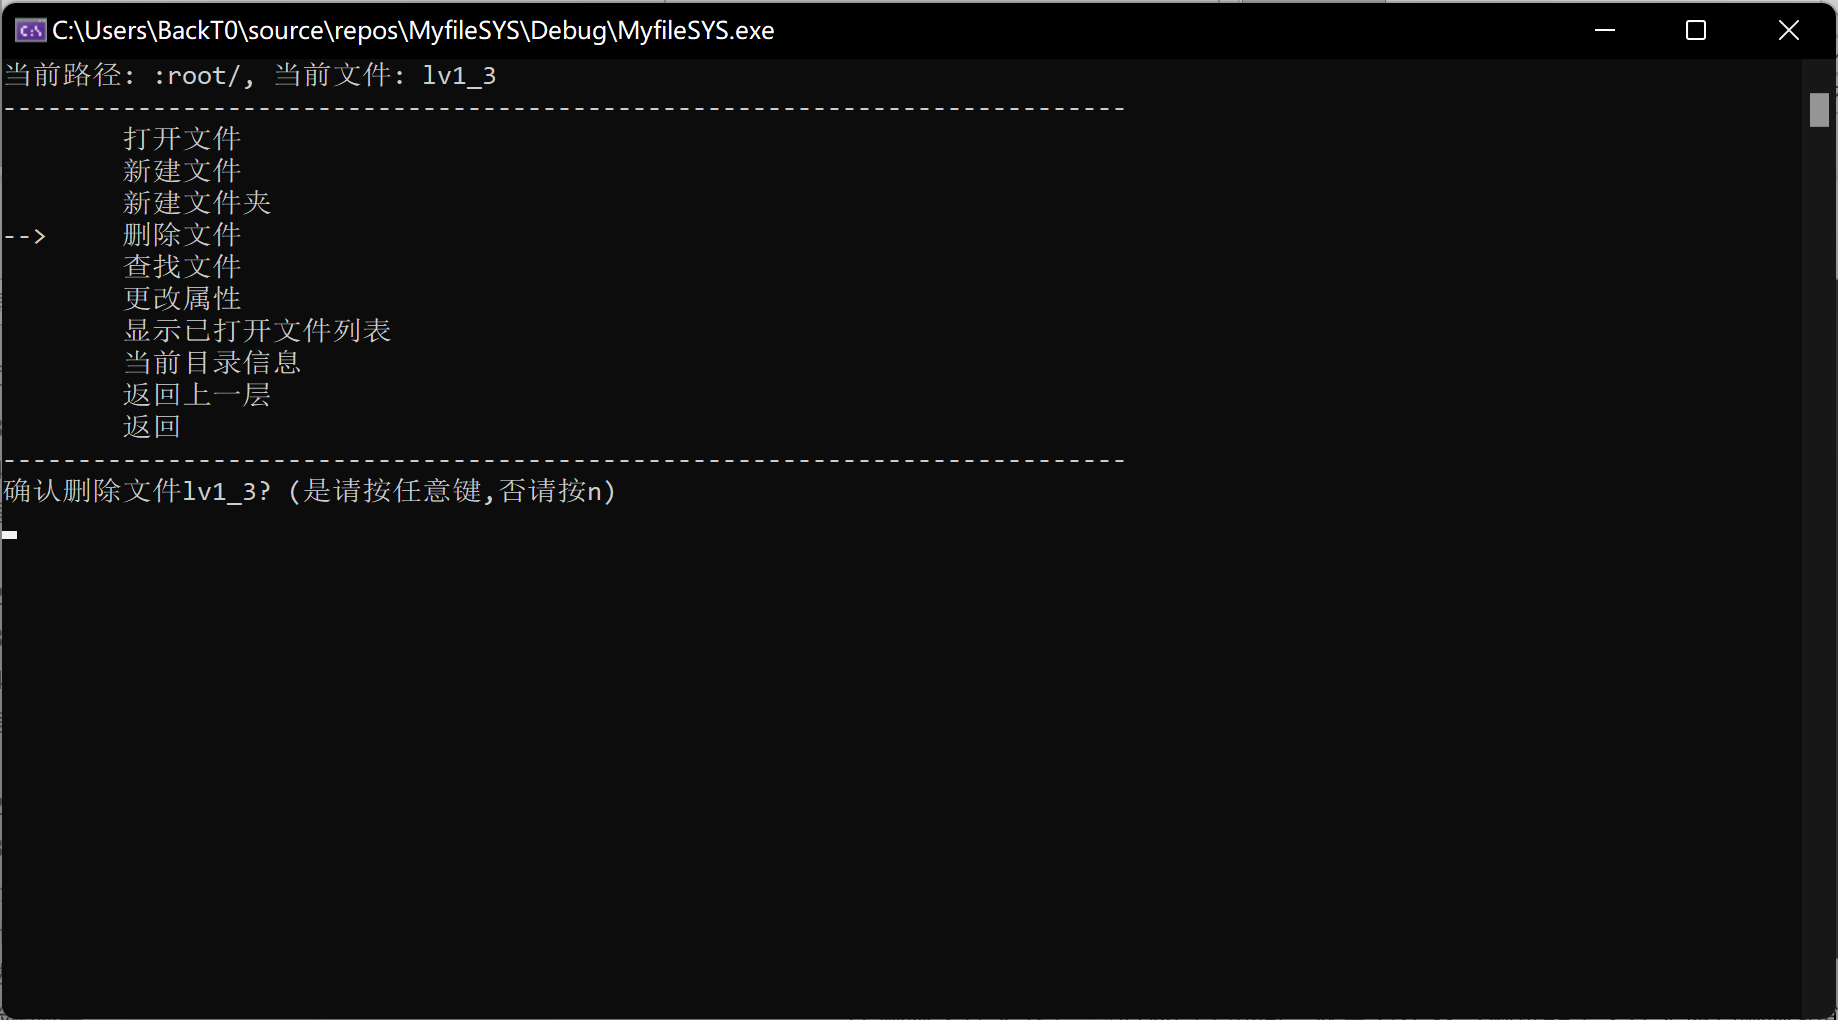 C:\Users\BackT0\source\repos\MyfileSYS\Debug\MyfileSYS.exe
当前路径: :root/, 当前文件: lv1_3
---------------------------------------------------------------------------
打开文件
新建文件
新建文件夹
--> 删除文件
查找文件
更改属性
显示已打开文件列表
当前目录信息
返回上一层
返回
---------------------------------------------------------------------------
确认删除文件lv1_3? (是请按任意键,否请按n)